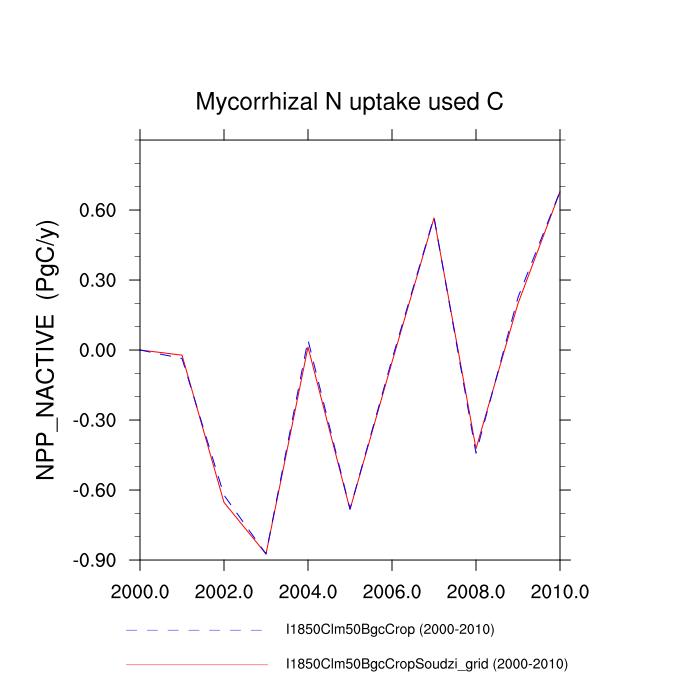 Mycorrhizal N uptake used C
NPP_NACTIVE (PgC/y)
0.60
0.30
0.00
-0.30
-0.60
-0.90
2000.0 2002.0 2004.0 2006.0 2008.0 2010.0
I1850Clm50BgcCrop (2000-2010)
I1850Clm50BgcCropSoudzi_grid (2000-2010)